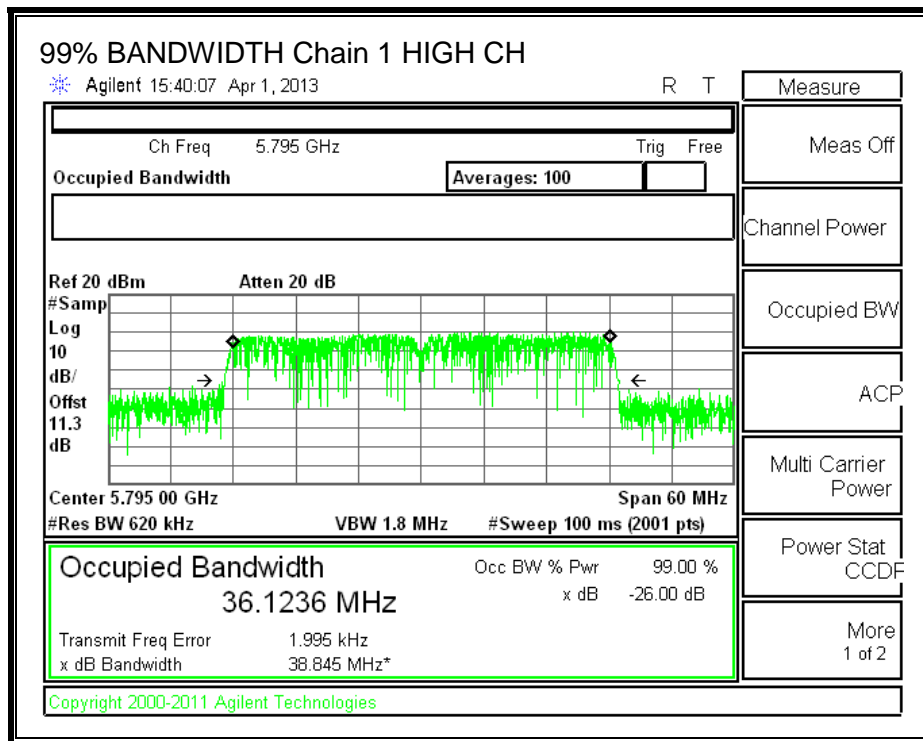 99% BANDWIDTH Chain 1 HIGH CH
Agilent 15:40:07 Apr 1, 2013 R T
Measure
Ch Freq 5.795 GHz Trig Free
Meas Off
Occupied Bandwidth Averages: 100
Channel Power
Ref 20 dBm Atten 20 dB
#Samp
Log
10
dB/
Offst
11.3
dB
Occupied BW
ACP
Multi Carrier
Power
Center 5.795 00 GHz Span 60 MHz
#Res BW 620 kHz VBW 1.8 MHz #Sweep 100 ms (2001 pts)
Power Stat
CCDF
Occupied Bandwidth Occ BW % Pwr 99.00 %
36.1236 MHz x dB -26.00 dB
Transmit Freq Error 1.995 kHz
x dB Bandwidth 38.845 MHz*
More
1 of 2
Copyright 2000-2011 Agilent Technologies